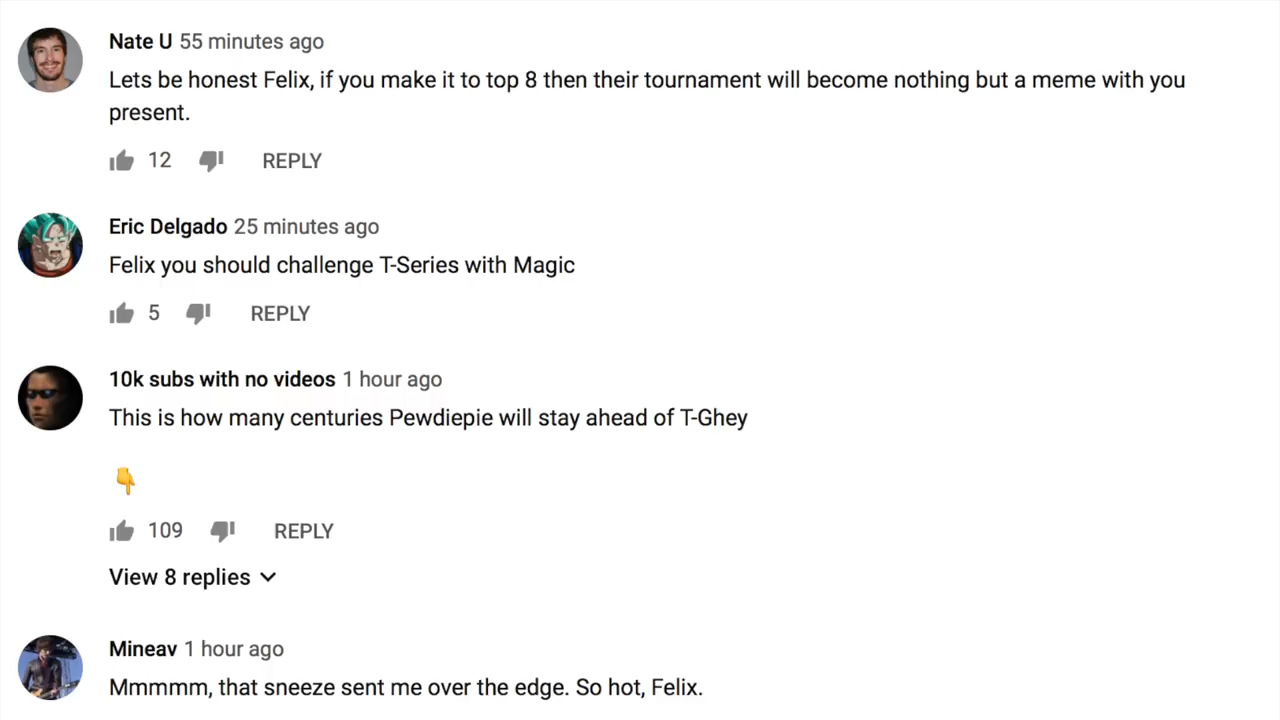 Nate U 55 minutes ago
Lets be honest Felix, if you make it to top 8 then their tournament will become nothing but a meme with you
present.
12 REPLY
Eric Delgado 25 minutes ago
Felix you should challenge T-Series with Magic
5 REPLY
10k subs with no videos 1 hour ago
This is how many centuries Pewdiepie will stay ahead of T-Ghey
109 REPLY
View 8 replies
Mineav 1 hour ago
Mmmmm, that sneeze sent me over the edge. So hot, Felix.